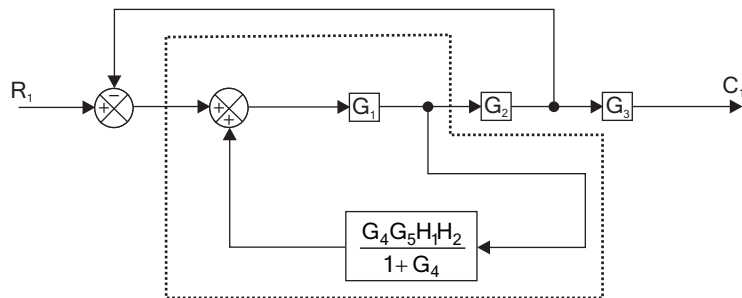 −
R₁
+
+
+
G₁
G₂
G₃
C₁
G₄G₅H₁H₂
1+G₄